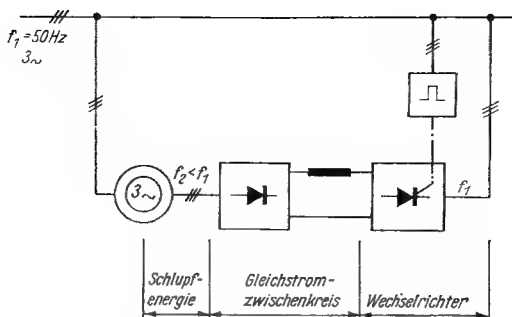 f₁=50Hz
3~
3~
f₂<f₁
f₁
Schlupf-
energie
Gleichstrom-
zwischenkreis
Wechselrichter